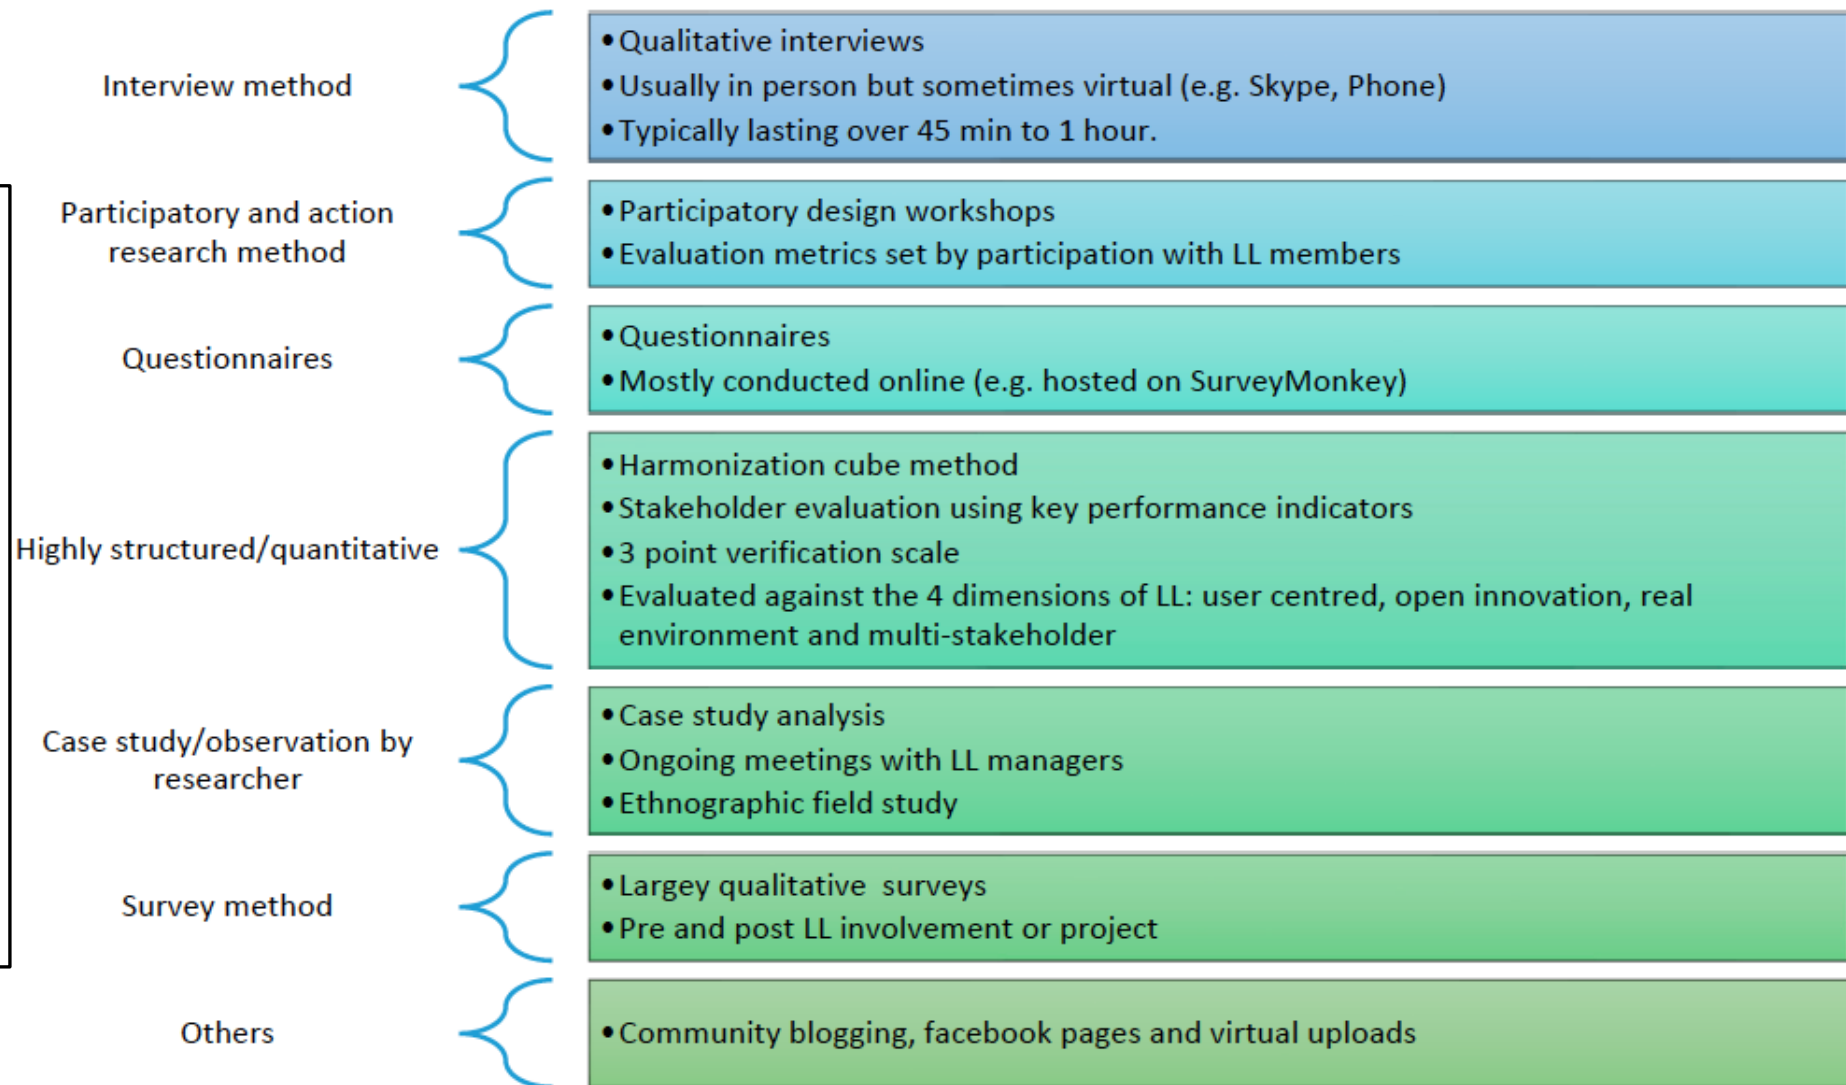 Interview method
•Qualitative interviews
•Usually in person but sometimes virtual (e.g. Skype, Phone)
•Typically lasting over 45 min to 1 hour.
Participatory and action
research method
•Participatory design workshops
•Evaluation metrics set by participation with LL members
Questionnaires
•Questionnaires
•Mostly conducted online (e.g. hosted on SurveyMonkey)
Highly structured/quantitative
•Harmonization cube method
•Stakeholder evaluation using key performance indicators
•3 point verification scale
•Evaluated against the 4 dimensions of LL: user centred, open innovation, real
environment and multi-stakeholder
Case study/observation by
researcher
•Case study analysis
•Ongoing meetings with LL managers
•Ethnographic field study
Survey method
•Largey qualitative surveys
•Pre and post LL involvement or project
Others
•Community blogging, facebook pages and virtual uploads